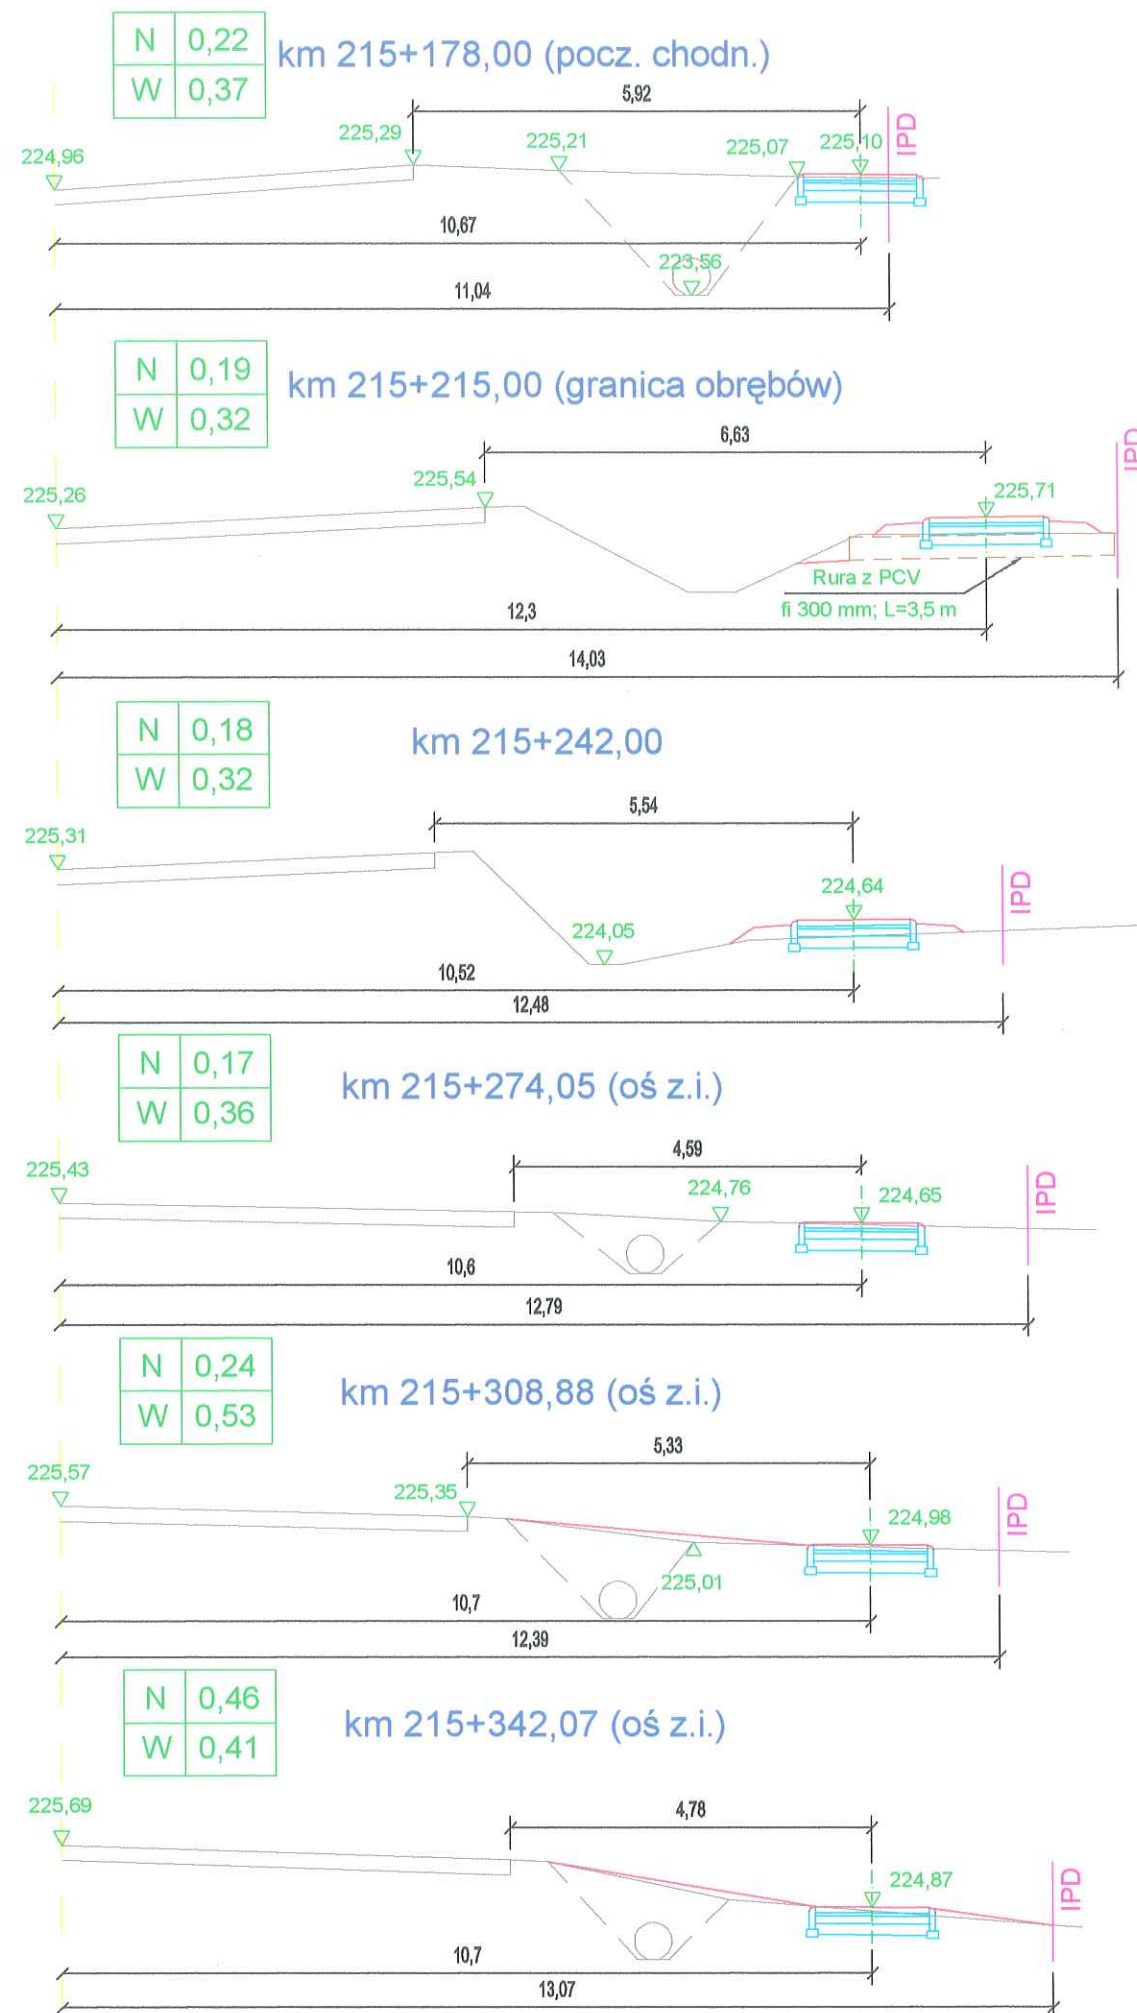 N 0,22
W 0,37
km 215+178,00 (pocz. chodn.)
5,92
224,96
225,29
225,21
225,07
225,10
IPD
223,56
10,67
11,04
N 0,19
W 0,32
km 215+215,00 (granica obrębów)
6,63
225,26
225,54
225,71
IPD
Rura z PCV
fi 300 mm; L=3,5 m
12,3
14,03
N 0,18
W 0,32
km 215+242,00
5,54
225,31
224,64
224,05
IPD
10,52
12,48
N 0,17
W 0,36
km 215+274,05 (oś z.i.)
4,59
225,43
224,76
224,65
IPD
10,6
12,79
N 0,24
W 0,53
km 215+308,88 (oś z.i.)
5,33
225,57
225,35
224,98
IPD
225,01
10,7
12,39
N 0,46
W 0,41
km 215+342,07 (oś z.i.)
4,78
225,69
224,87
IPD
10,7
13,07